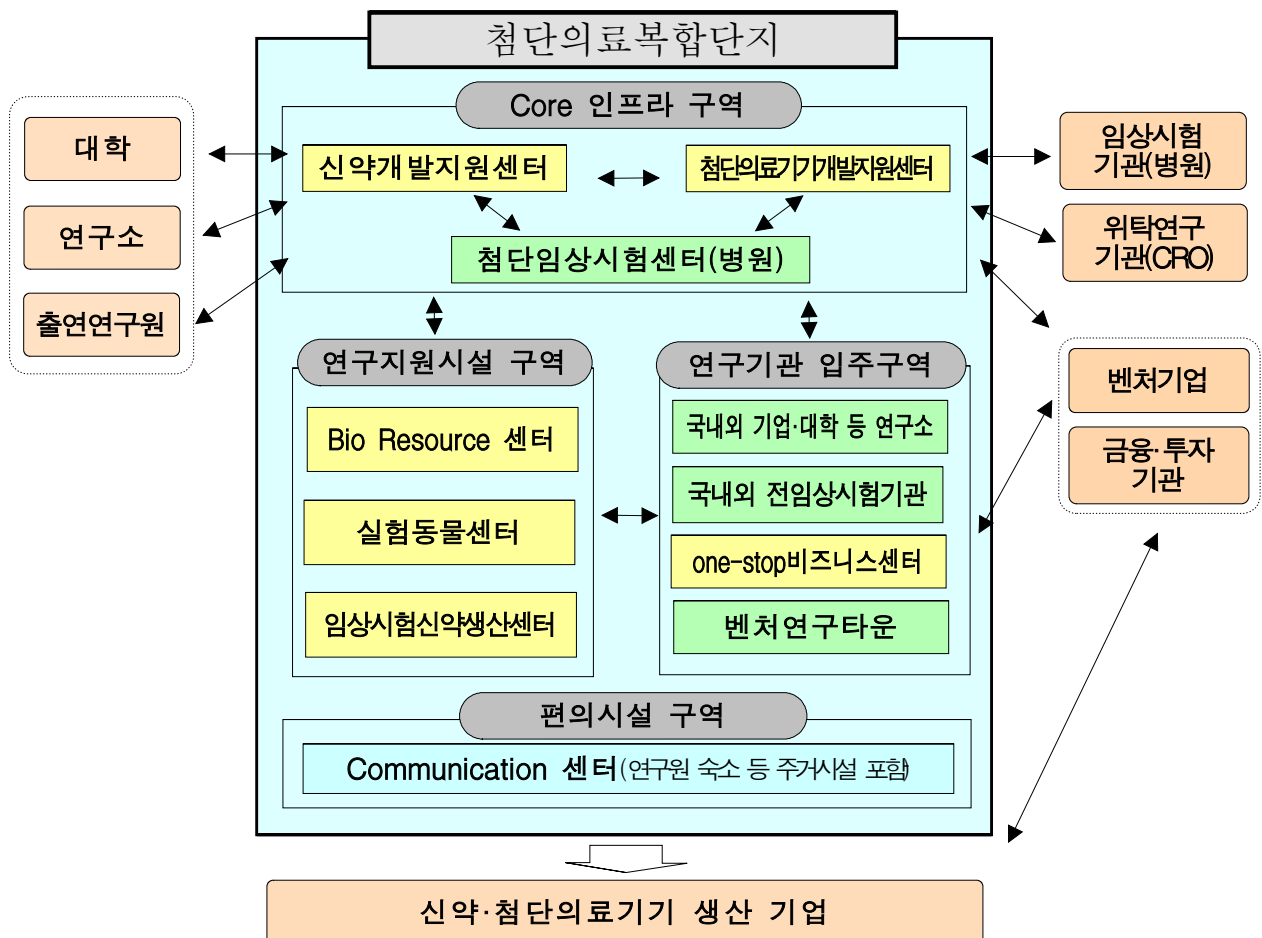 첨단의료복합단지
Core 인프라 구역
대학
연구소
출연연구원
신약개발지원센터
첨단의료기기개발지원센터
첨단임상시험센터(병원)
임상시험
기관(병원)
위탁연구
기관(CRO)
벤처기업
금융·투자
기관
연구지원시설 구역
Bio Resource 센터
실험동물센터
임상시험신약생산센터
연구기관 입주구역
국내외 기업·대학 등 연구소
국내외 전임상시험기관
one-stop비즈니스센터
벤처연구타운
편의시설 구역
Communication 센터(연구원 숙소 등 주거시설 포함)
신약·첨단의료기기 생산 기업